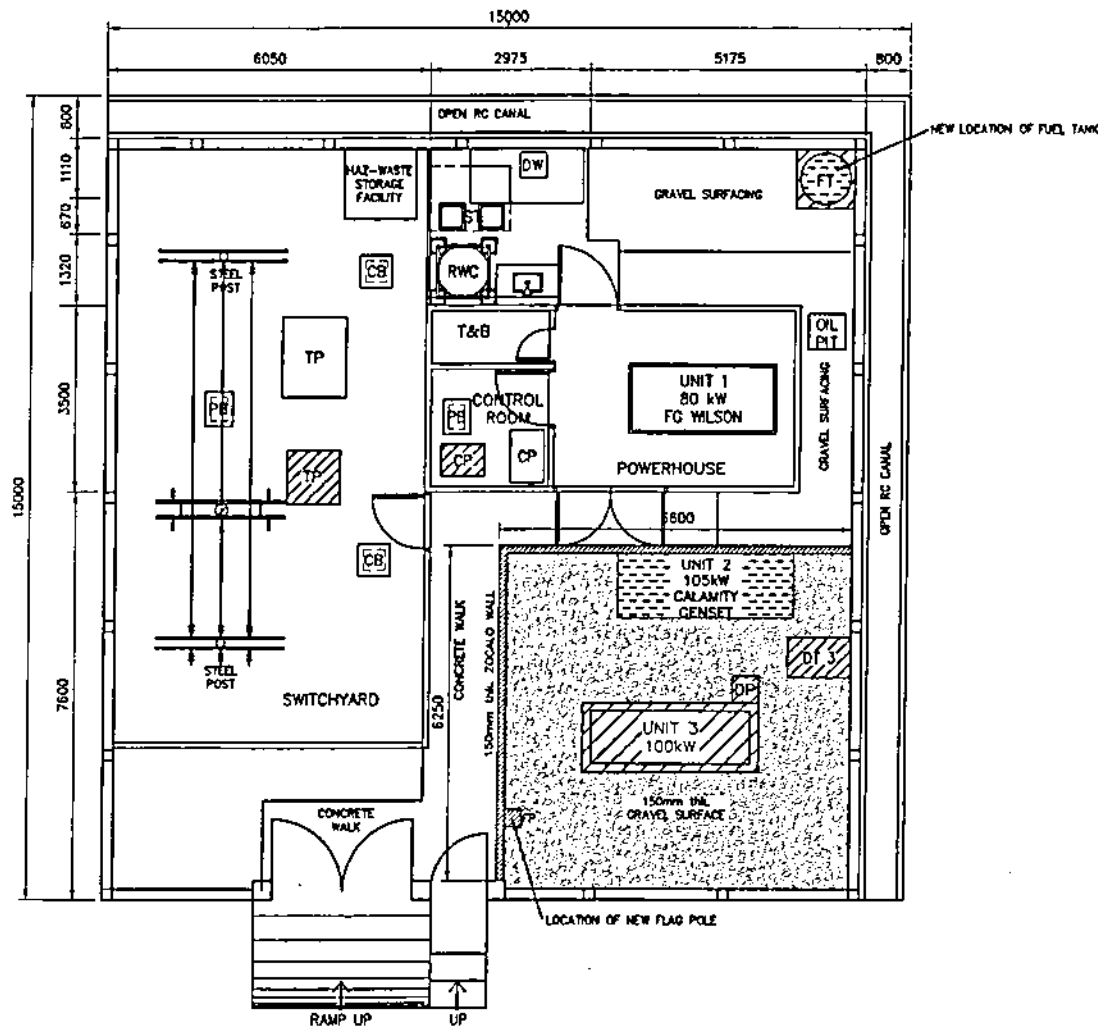 15000
6050
2975
5175
800
OPEN RC CANAL
NEW LOCATION OF FUEL TANK
800
1110
670
1320
3500
7600
15000
HAZ-WASTE
STORAGE
FACILITY
DW
FT
GRAVEL SURFACING
ST
STEEL
POST
CB
RWC
TP
T&B
OIL
PIT
UNIT 1
80 kW
FG WILSON
CONTROL
ROOM
PB
PB
CP
CP
TP
POWERHOUSE
GRAVEL SURFACING
OPEN RC CANAL
5600
CB
UNIT 2
105kW
CALAMITY
GENSET
CONCRETE WALK
150mm thk. ZOCALO WALL
6250
DT 3
DP
STEEL
POST
SWITCHYARD
UNIT 3
100kW
150mm thk.
GRAVEL SURFACE
FP
CONCRETE
WALK
LOCATION OF NEW FLAG POLE
RAMP UP
UP